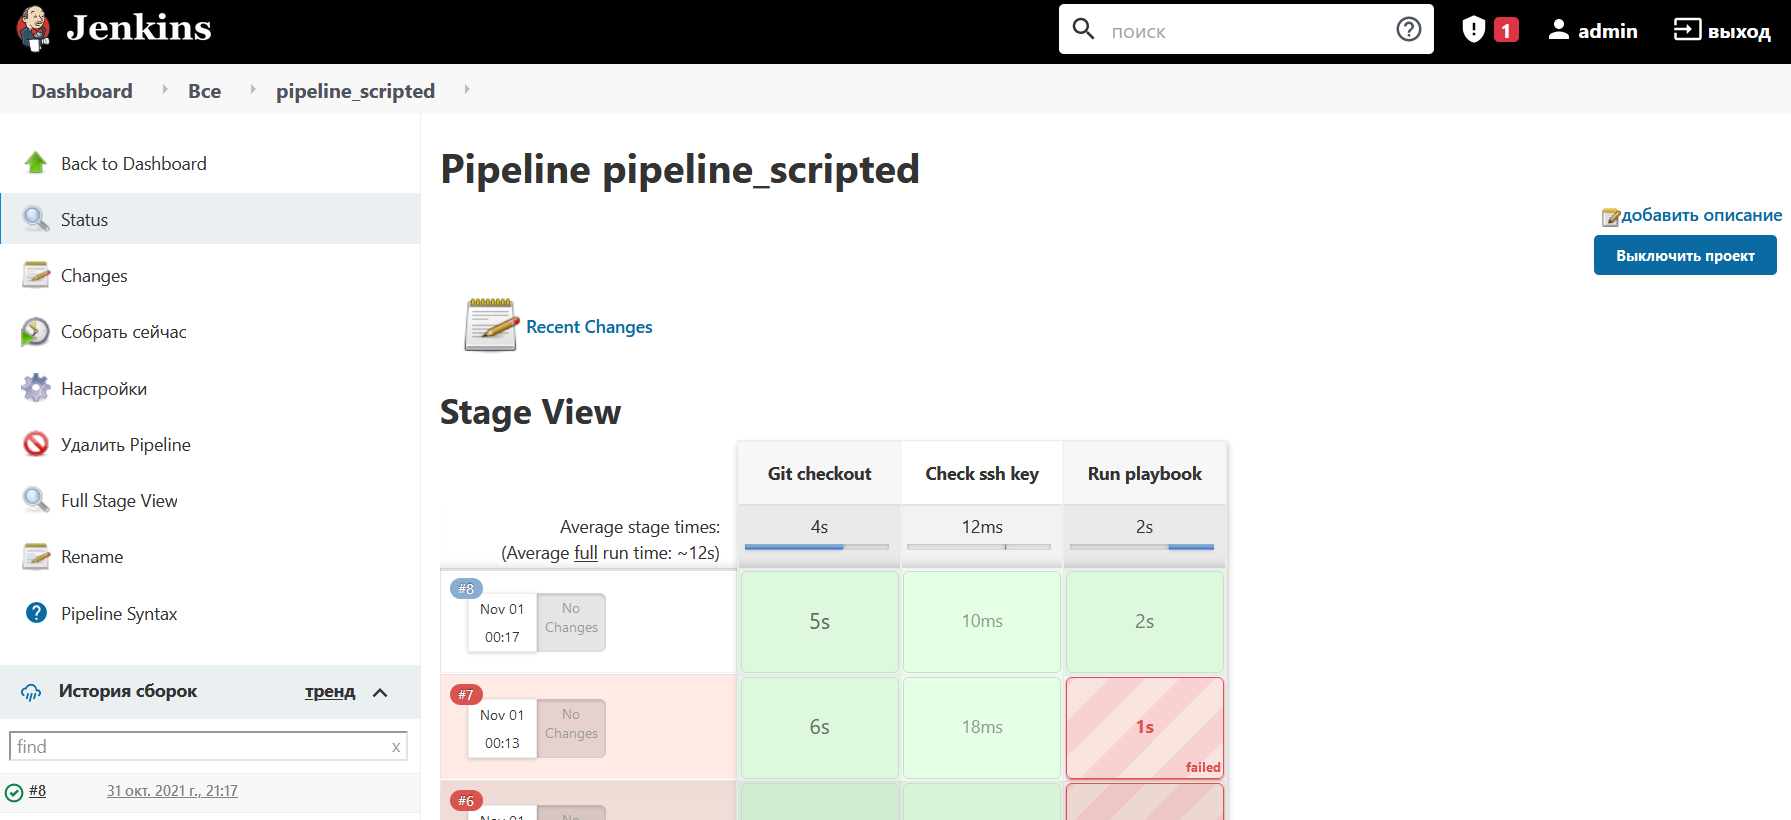 Jenkins
поиск
1
admin
выход
Dashboard
Все
pipeline_scripted
Back to Dashboard
Status
Changes
Собрать сейчас
Настройки
Удалить Pipeline
Full Stage View
Rename
Pipeline Syntax
История сборок
тренд
find
x
#8
31 окт. 2021 г., 21:17
Pipeline pipeline_scripted
добавить описание
Выключить проект
Recent Changes
Stage View
Git checkout
Check ssh key
Run playbook
Average stage times:
(Average full run time: ~12s)
4s
12ms
2s
#8
Nov 01
00:17
No
Changes
5s
10ms
2s
#7
Nov 01
00:13
No
Changes
6s
18ms
1s
failed
#6
Nov 01
No